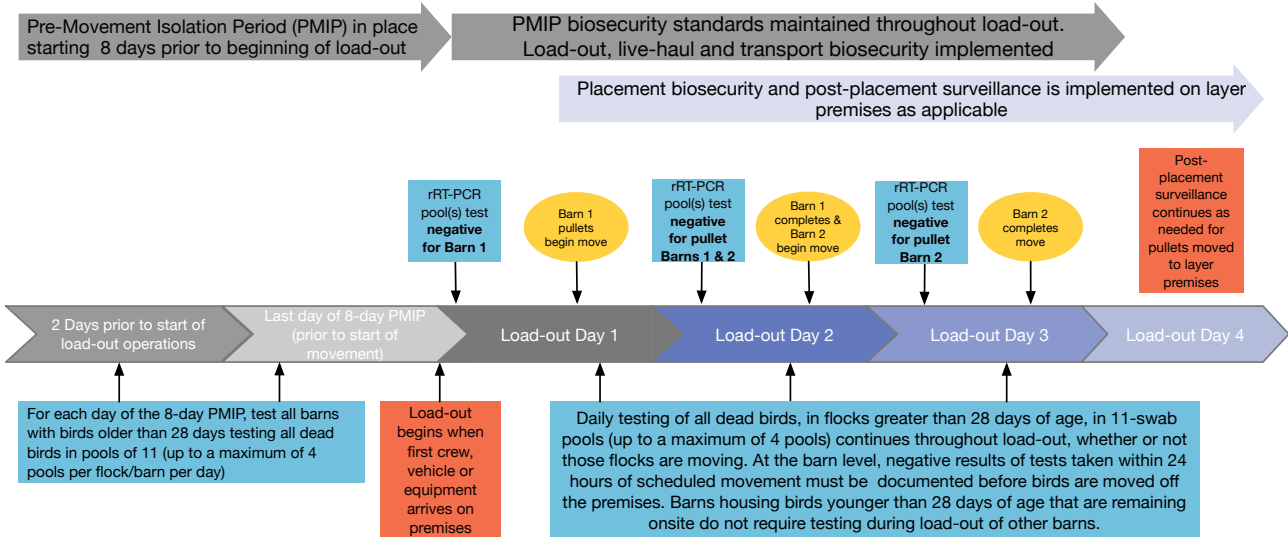 Pre-Movement Isolation Period (PMIP) in place
starting 8 days prior to beginning of load-out
PMIP biosecurity standards maintained throughout load-out.
Load-out, live-haul and transport biosecurity implemented
Placement biosecurity and post-placement surveillance is implemented on layer
premises as applicable
rRT-PCR
pool(s) test
negative
for Barn 1
Barn 1
pullets
begin move
rRT-PCR
pool(s) test
negative
for pullet
Barns 1 & 2
Barn 1
completes &
Barn 2
begin move
rRT-PCR
pool(s) test
negative
for pullet
Barn 2
Barn 2
completes
move
Post-
placement
surveillance
continues as
needed for
pullets moved
to layer
premises
2 Days prior to start of
load-out operations
Last day of 8-day PMIP
(prior to start of
movement)
Load-out Day 1
Load-out Day 2
Load-out Day 3
Load-out Day 4
For each day of the 8-day PMIP, test all barns
with birds older than 28 days testing all dead
birds in pools of 11 (up to a maximum of 4
pools per flock/barn per day)
Load-out
begins when
first crew,
vehicle or
equipment
arrives on
premises
Daily testing of all dead birds, in flocks greater than 28 days of age, in 11-swab
pools (up to a maximum of 4 pools) continues throughout load-out, whether or not
those flocks are moving. At the barn level, negative results of tests taken within 24
hours of scheduled movement must be documented before birds are moved off
the premises. Barns housing birds younger than 28 days of age that are remaining
onsite do not require testing during load-out of other barns.